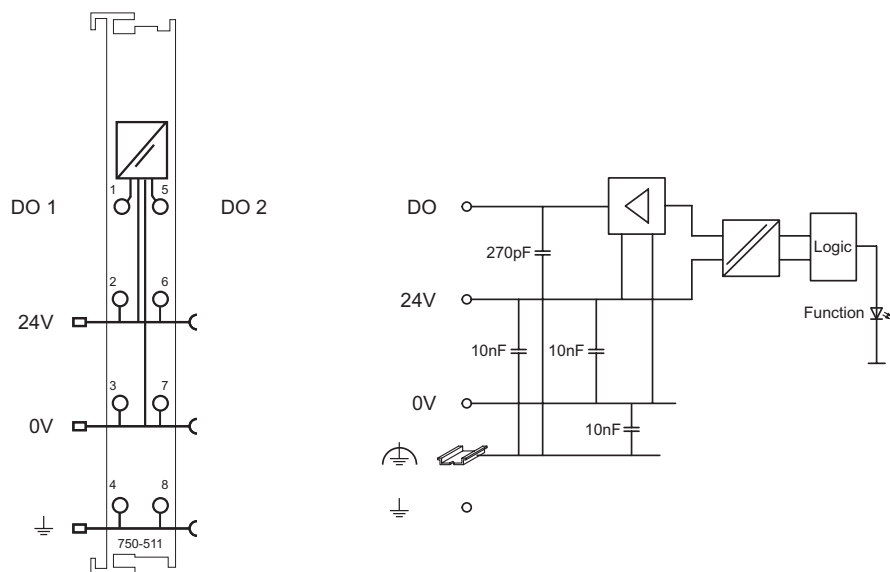 1
5
DO 1
DO 2
2
6
24V
3
7
0V
4
8
750-511
DO
270pF
Logic
24V
Function
10nF
10nF
0V
10nF